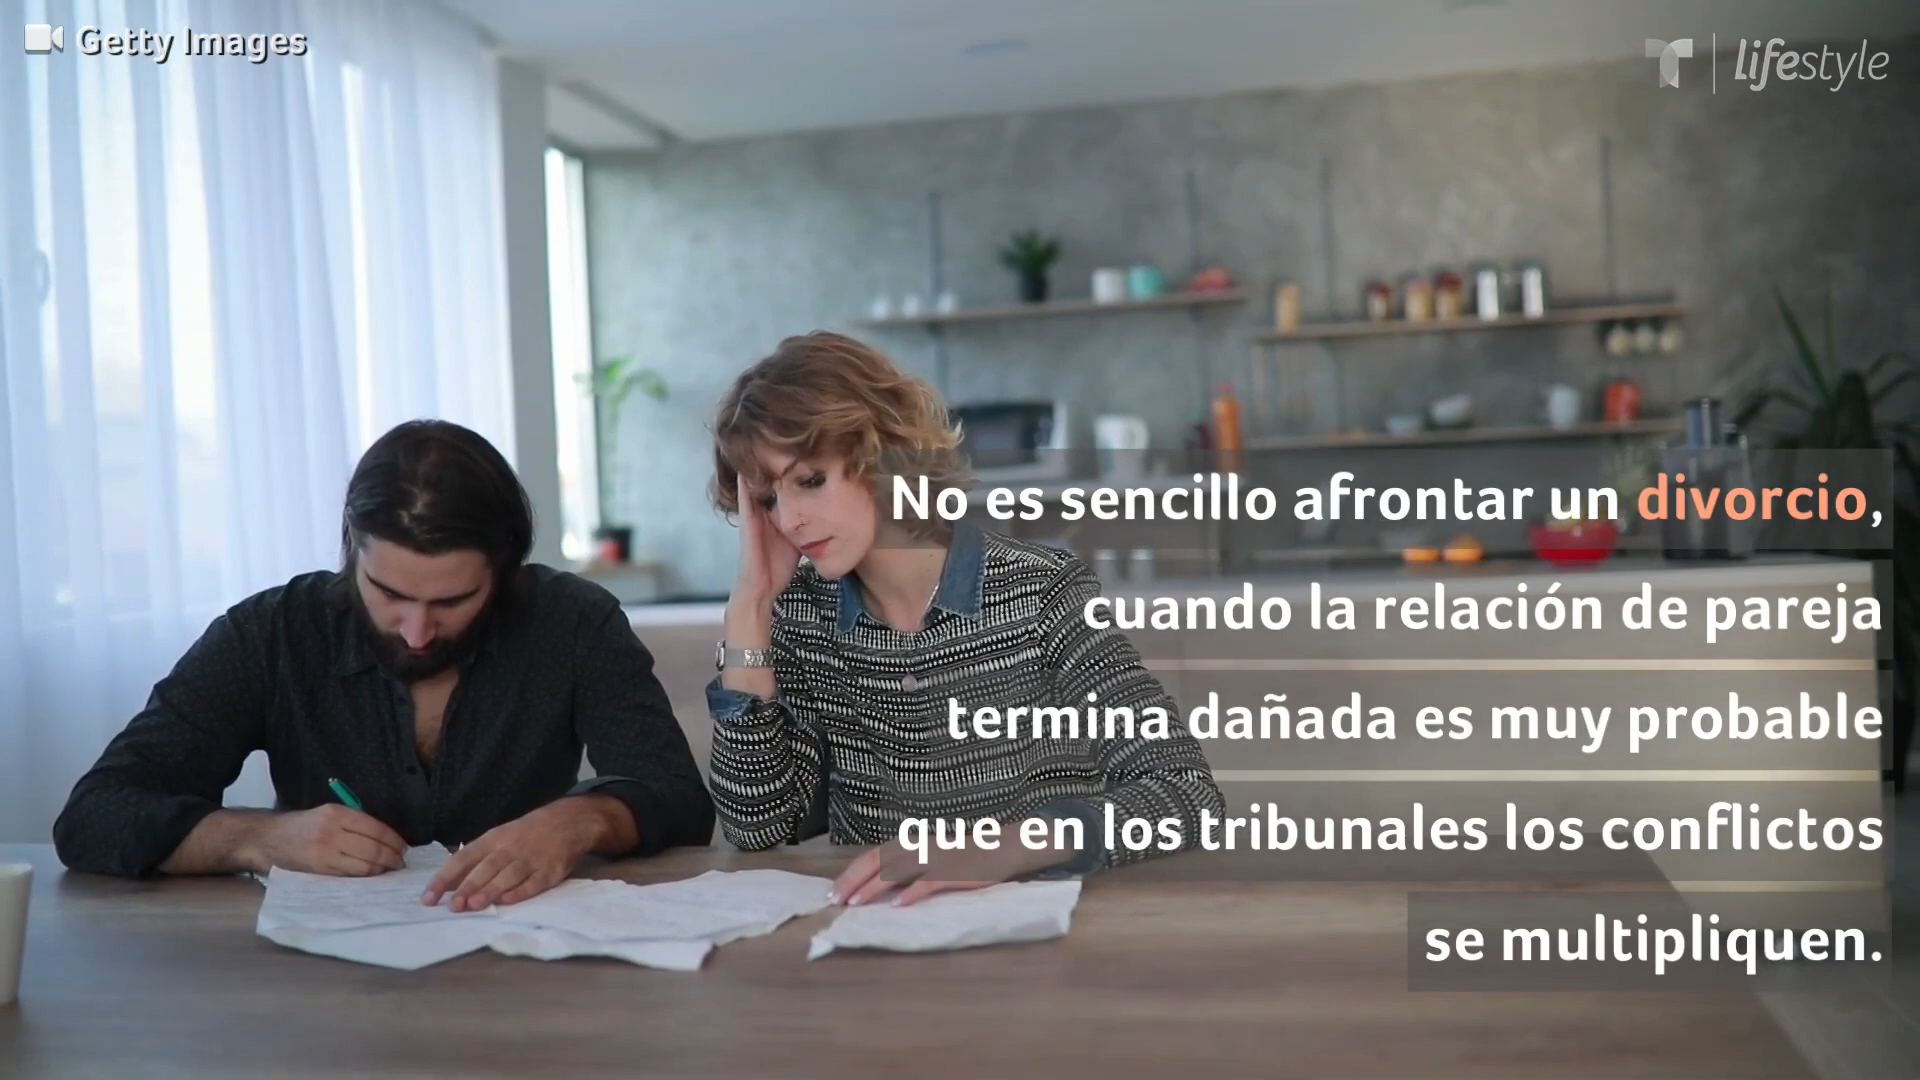 Getty Images
T lifestyle
No es sencillo afrontar un divorcio,
cuando la relación de pareja
termina dañada es muy probable
que en los tribunales los conflictos
se multipliquen.